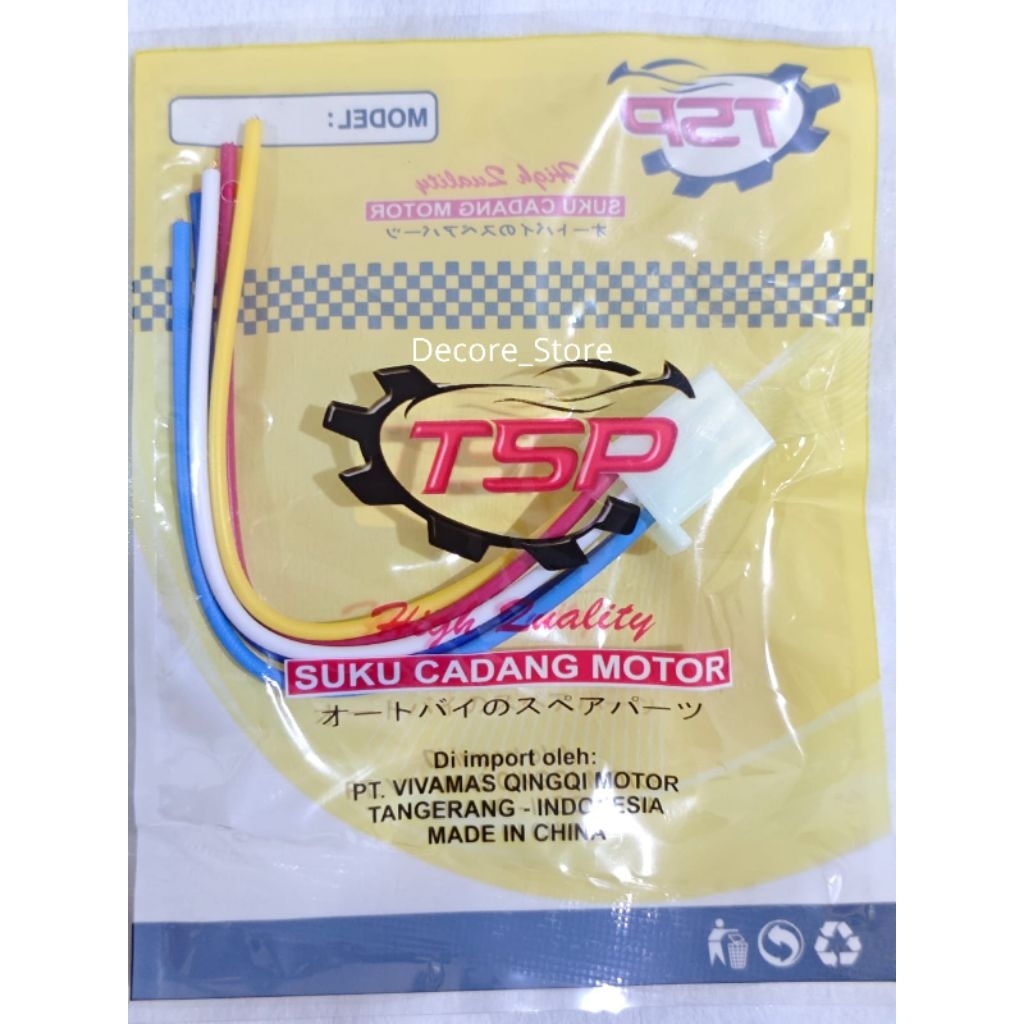 MODEL:
TSP
High Quality
SUKU CADANG MOTOR
オートバイのスペアパーツ
Decore_Store
TSP
High Quality
SUKU CADANG MOTOR
オートバイのスペアパーツ
Di import oleh:
PT. VIVAMAS QINGQI MOTOR
TANGERANG - INDONESIA
MADE IN CHINA